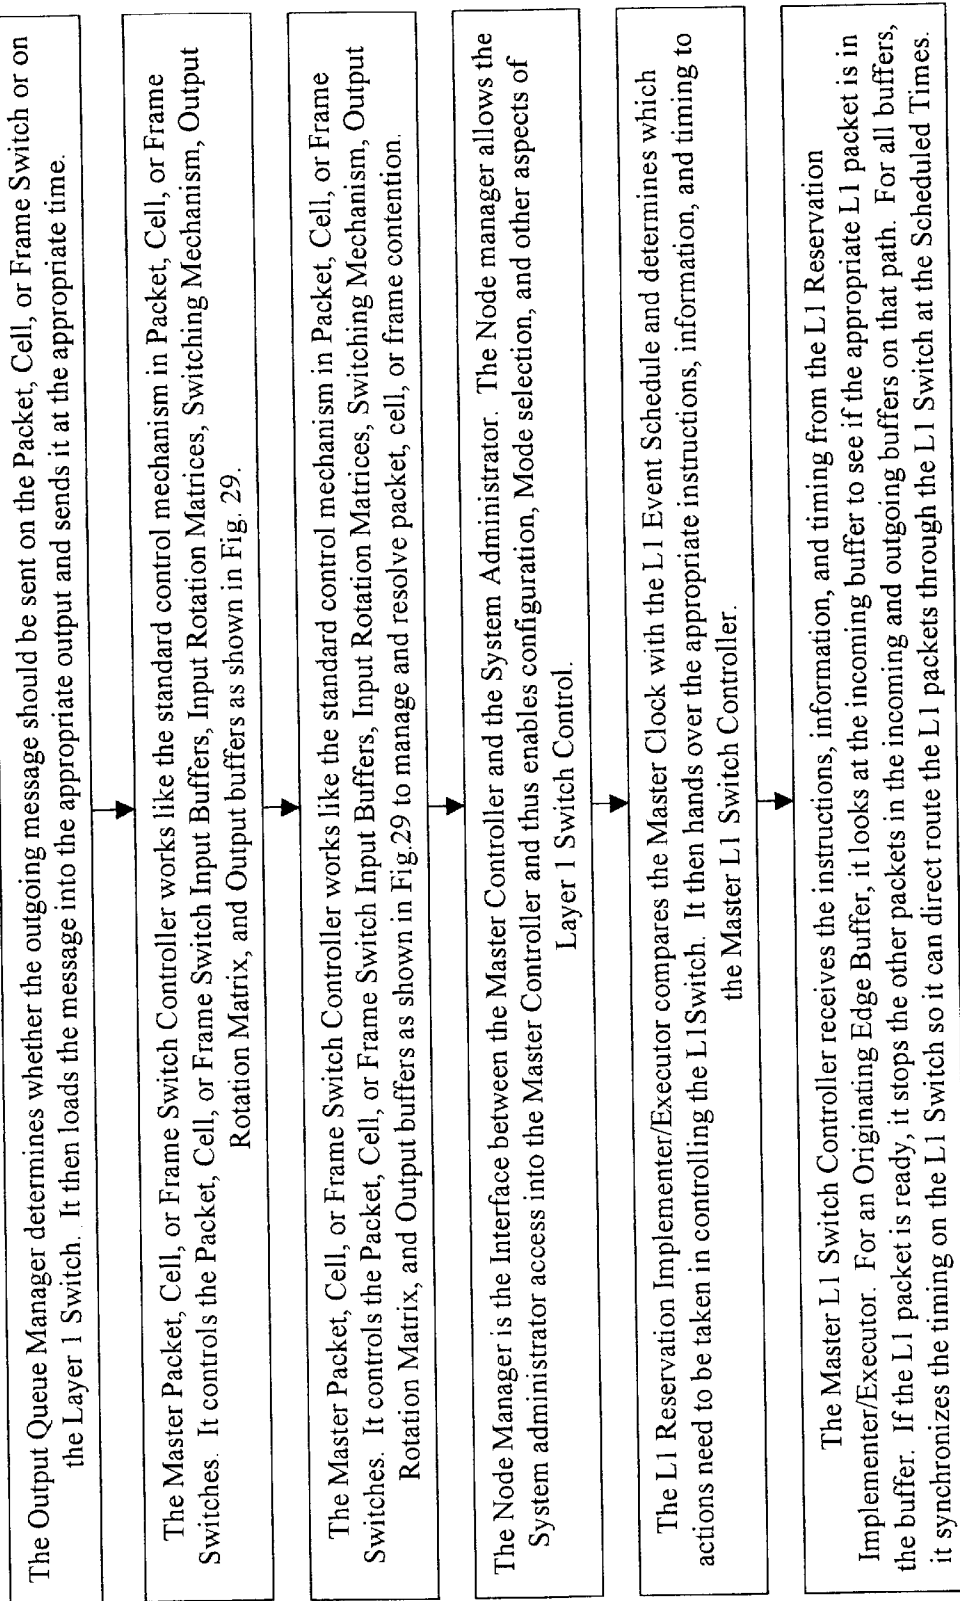 The Output Queue Manager determines whether the outgoing message should be sent on the Packet, Cell, or Frame Switch or on
the Layer 1 Switch. It then loads the message into the appropriate output and sends it at the appropriate time.
The Master Packet, Cell, or Frame Switch Controller works like the standard control mechanism in Packet, Cell, or Frame
Switches. It controls the Packet, Cell, or Frame Switch Input Buffers, Input Rotation Matrices, Switching Mechanism, Output
Rotation Matrix, and Output buffers as shown in Fig. 29.
The Master Packet, Cell, or Frame Switch Controller works like the standard control mechanism in Packet, Cell, or Frame
Switches. It controls the Packet, Cell, or Frame Switch Input Buffers, Input Rotation Matrices, Switching Mechanism, Output
Rotation Matrix, and Output buffers as shown in Fig.29 to manage and resolve packet, cell, or frame contention.
The Node Manager is the Interface between the Master Controller and the System Administrator. The Node manager allows the
System administrator access into the Master Controller and thus enables configuration, Mode selection, and other aspects of
Layer 1 Switch Control.
The L1 Reservation Implementer/Executor compares the Master Clock with the L1 Event Schedule and determines which
actions need to be taken in controlling the L1Switch. It then hands over the appropriate instructions, information, and timing to
the Master L1 Switch Controller.
The Master L1 Switch Controller receives the instructions, information, and timing from the L1 Reservation
Implementer/Executor. For an Originating Edge Buffer, it looks at the incoming buffer to see if the appropriate L1 packet is in
the buffer. If the L1 packet is ready, it stops the other packets in the incoming and outgoing buffers on that path. For all buffers,
it synchronizes the timing on the L1 Switch so it can direct route the L1 packets through the L1 Switch at the Scheduled Times.